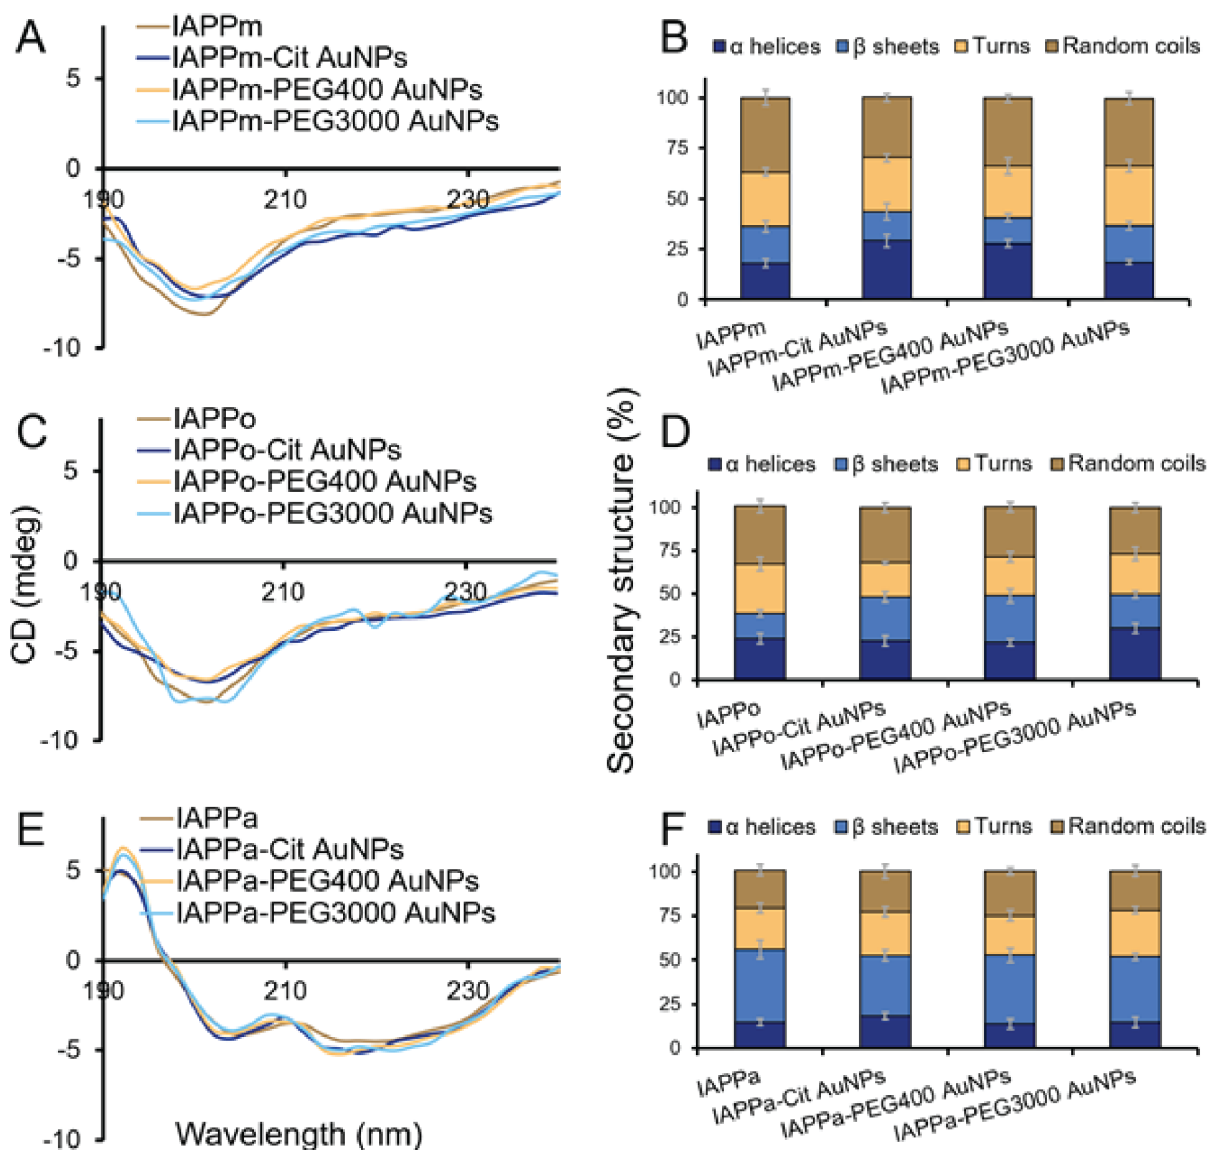 A
IAPPm
IAPPm-Cit AuNPs
IAPPm-PEG400 AuNPs
IAPPm-PEG3000 AuNPs
5
0
190 210 230
-5
-10
B
α helices β sheets Turns Random coils
100
75
50
25
0
IAPPm
IAPPm-Cit AuNPs
IAPPm-PEG400 AuNPs
IAPPm-PEG3000 AuNPs
C
IAPPo
IAPPo-Cit AuNPs
IAPPo-PEG400 AuNPs
IAPPo-PEG3000 AuNPs
5
0
190 210 230
-5
-10
CD (mdeg)
D
α helices β sheets Turns Random coils
100
75
50
25
0
IAPPo
IAPPo-Cit AuNPs
IAPPo-PEG400 AuNPs
IAPPo-PEG3000 AuNPs
Secondary structure (%)
E
IAPPa
IAPPa-Cit AuNPs
IAPPa-PEG400 AuNPs
IAPPa-PEG3000 AuNPs
5
0
190 210 230
-5
-10
Wavelength (nm)
F
α helices β sheets Turns Random coils
100
75
50
25
0
IAPPa
IAPPa-Cit AuNPs
IAPPa-PEG400 AuNPs
IAPPa-PEG3000 AuNPs